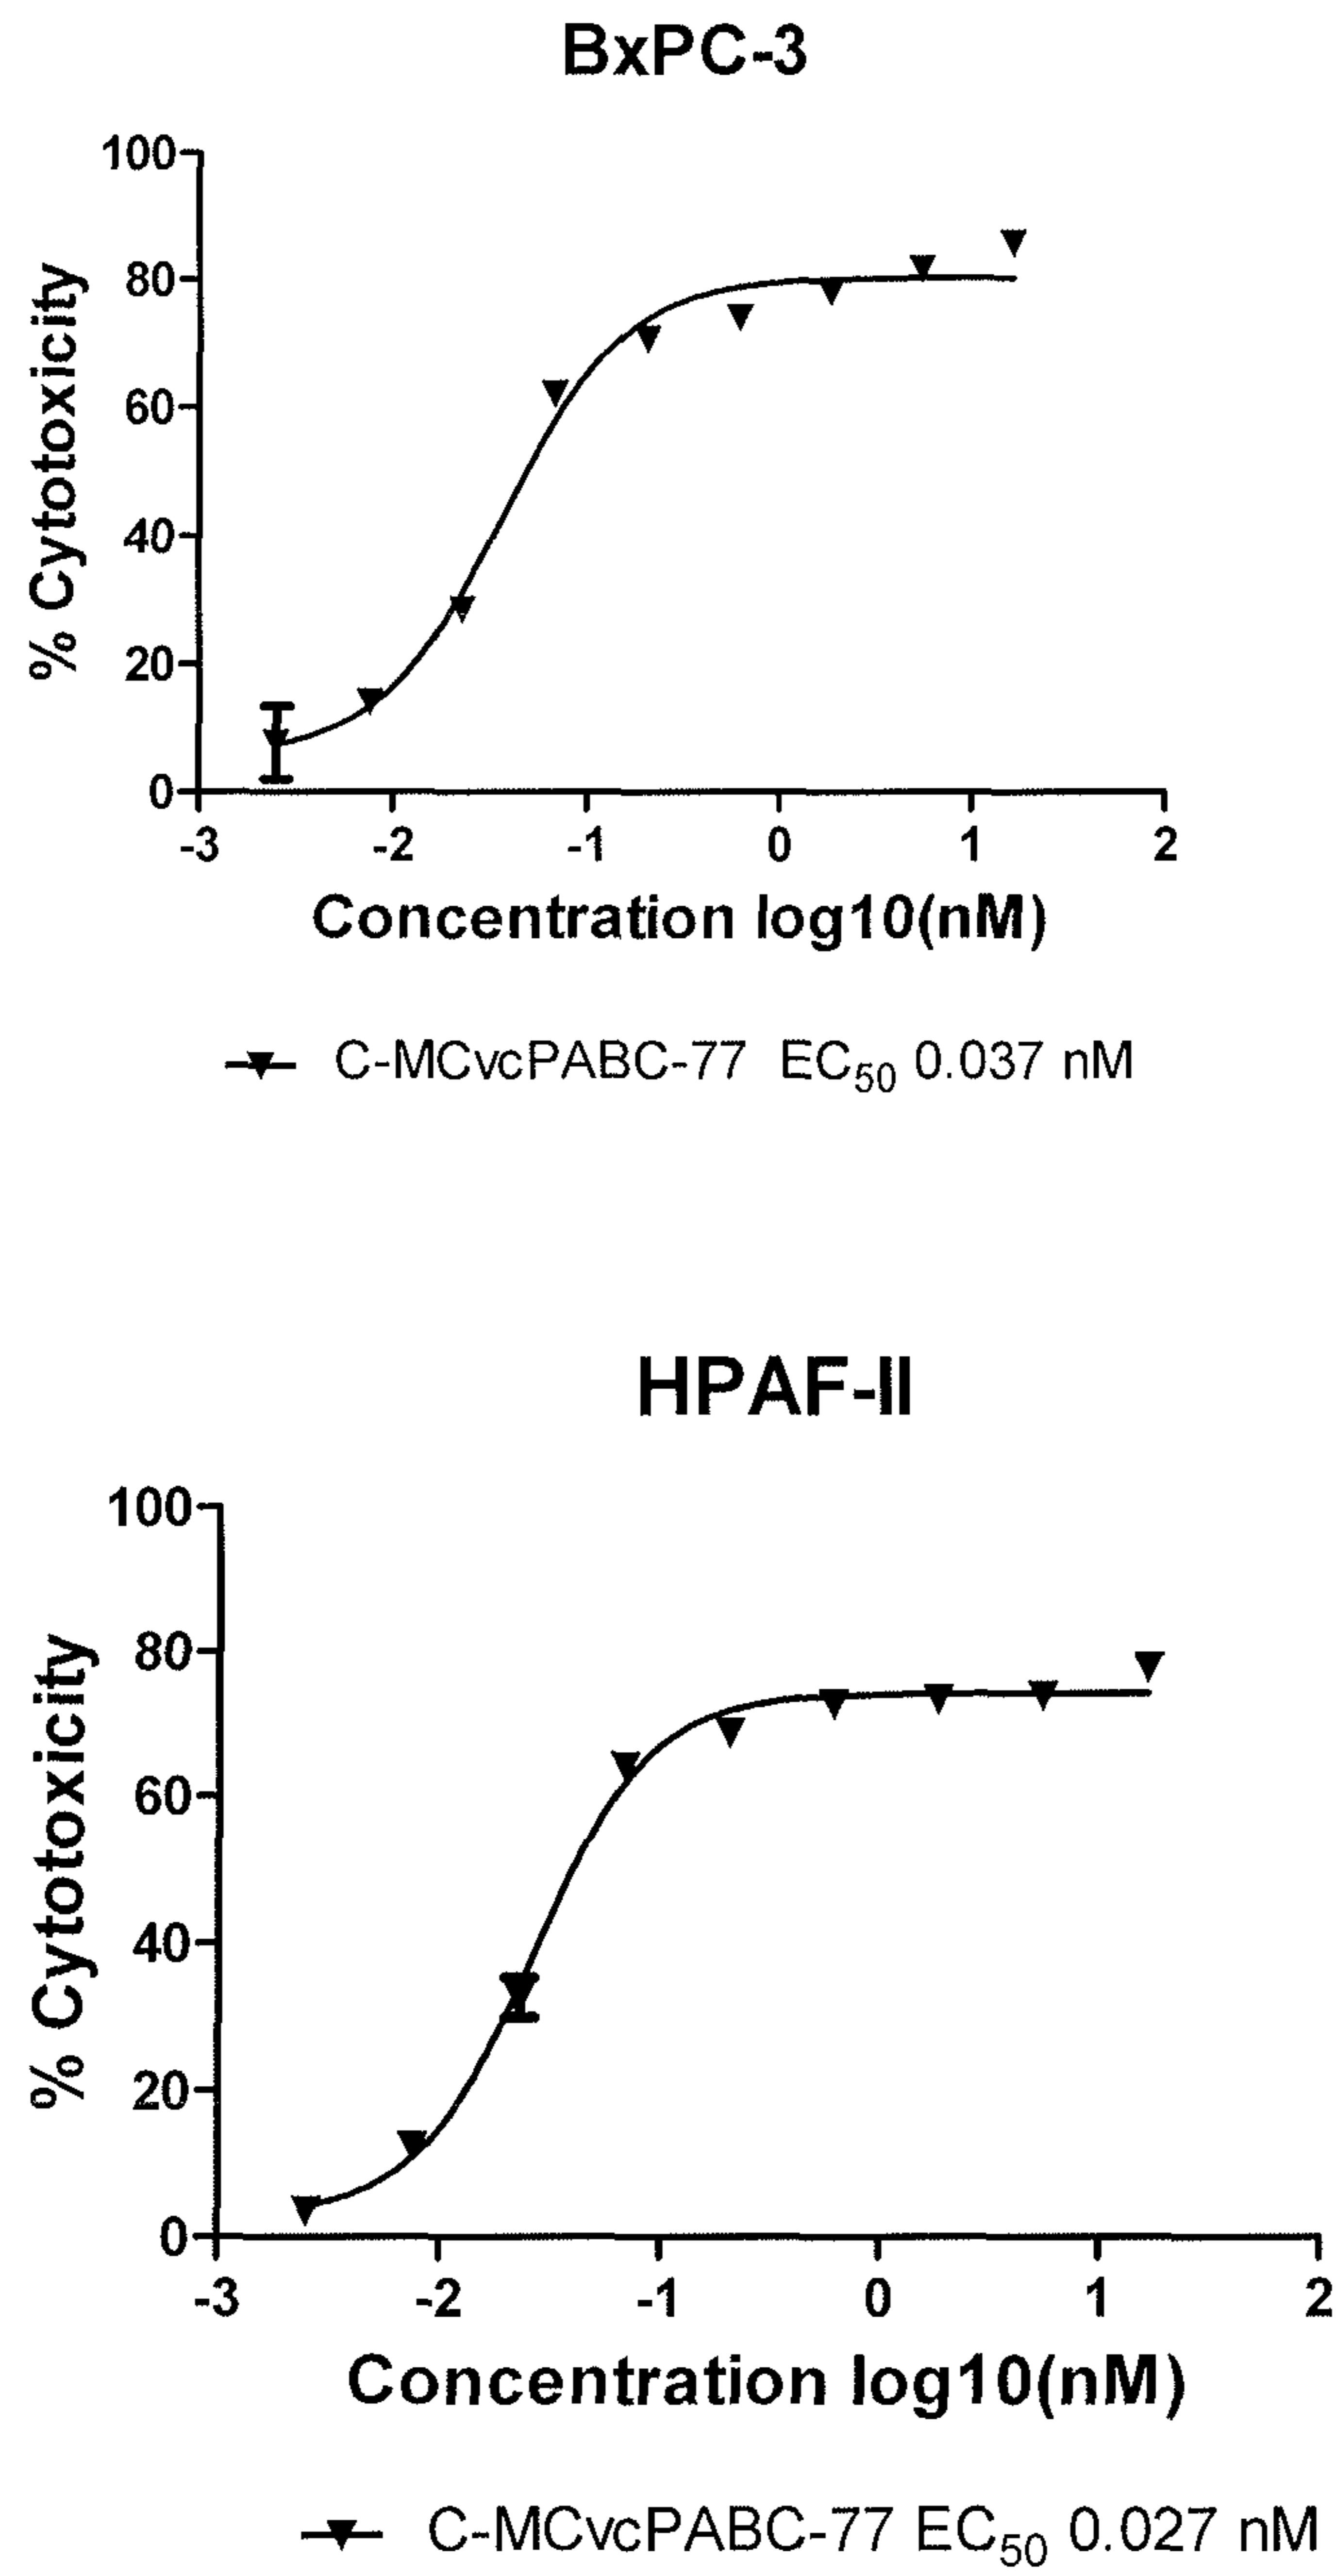 BxPC-3
100
80
60
40
20
0
% Cytotoxicity
-3 -2 -1 0 1 2
Concentration log10(nM)
C-MCvcPABC-77 EC50 0.037 nM
HPAF-II
100
80
60
40
20
0
% Cytotoxicity
-3 -2 -1 0 1 2
Concentration log10(nM)
C-MCvcPABC-77 EC50 0.027 nM